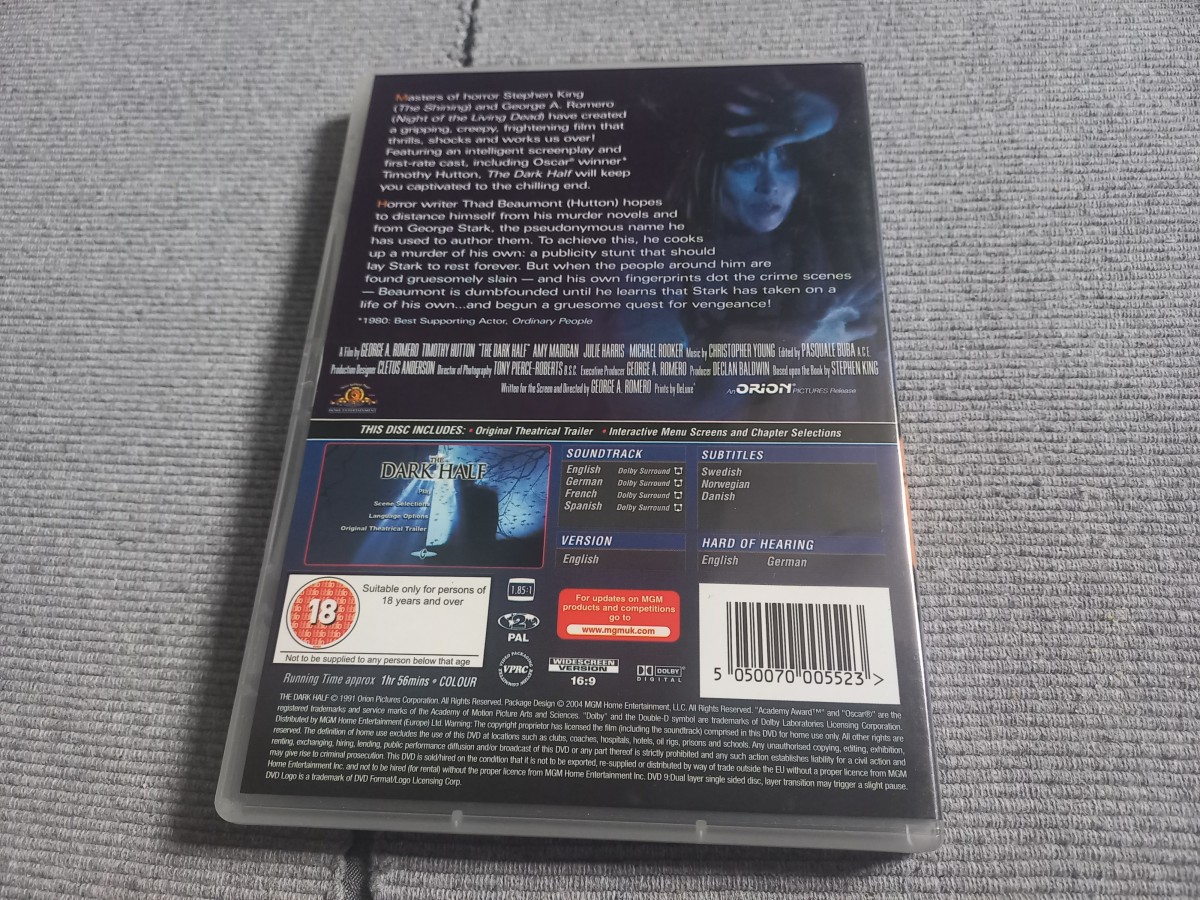 Masters of horror Stephen King
(The Shining) and George A. Romero
(Night of the Living Dead) have created
a gripping, creepy, frightening film that
thrills, shocks and works us over!
Featuring an intelligent screenplay and
first-rate cast, including Oscar® winner*
Timothy Hutton, The Dark Half will keep
you captivated to the chilling end.
Horror writer Thad Beaumont (Hutton) hopes
to distance himself from his murder novels and
from George Stark, the pseudonymous name he
has used to author them. To achieve this, he cooks
up a murder of his own: a publicity stunt that should
lay Stark to rest forever. But when the people around him are
found gruesomely slain — and his own fingerprints dot the crime scenes
— Beaumont is dumbfounded until he learns that Stark has taken on a
life of his own...and begun a gruesome quest for vengeance!
*1980: Best Supporting Actor, Ordinary People
A Film by GEORGE A. ROMERO TIMOTHY HUTTON "THE DARK HALF" AMY MADIGAN JULIE HARRIS MICHAEL ROOKER Music by CHRISTOPHER YOUNG Edited by PASQUALE BUBA A.C.E.
Production Designer CLETUS ANDERSON Director of Photography TONY PIERCE-ROBERTS B.S.C. Executive Producer GEORGE A. ROMERO Producer DECLAN BALDWIN Based upon the Book by STEPHEN KING
Written for the Screen and Directed by GEORGE A. ROMERO Prints by DeLuxe®
An ORION® PICTURES Release
THIS DISC INCLUDES: • Original Theatrical Trailer • Interactive Menu Screens and Chapter Selections
THE
DARK HALF
Play
Scene Selections
Language Options
Original Theatrical Trailer
SOUNDTRACK
English Dolby Surround
German Dolby Surround
French Dolby Surround
Spanish Dolby Surround
SUBTITLES
Swedish
Norwegian
Danish
VERSION
English
HARD OF HEARING
English German
18
Suitable only for persons of
18 years and over
Not to be supplied to any person below that age
1.85:1
2
PAL
For updates on MGM
products and competitions
go to
www.mgmuk.com
VPRC
WIDESCREEN
VERSION
16:9
DOLBY
DIGITAL
5 050070 005523 >
Running Time approx 1hr 56mins • COLOUR
THE DARK HALF © 1991 Orion Pictures Corporation. All Rights Reserved. Package Design © 2004 MGM Home Entertainment, LLC. All Rights Reserved. "Academy Award™" and "Oscar®" are the
registered trademarks and service marks of the Academy of Motion Picture Arts and Sciences. "Dolby" and the Double-D symbol are trademarks of Dolby Laboratories Licensing Corporation.
Distributed by MGM Home Entertainment (Europe) Ltd. Warning: The copyright proprietor has licensed the film (including the soundtrack) comprised in this DVD for home use only. All other rights are
reserved. The definition of home use excludes the use of this DVD at locations such as clubs, coaches, hospitals, hotels, oil rigs, prisons and schools. Any unauthorised copying, editing, exhibition,
renting, exchanging, hiring, lending, public performance diffusion and/or broadcast of this DVD or any part thereof is strictly prohibited and any such action establishes liability for a civil action and
may give rise to criminal prosecution. This DVD is sold/hired on the condition that it is not to be exported, re-supplied or distributed by way of trade outside the EU without a proper licence from MGM
Home Entertainment Inc. and not to be hired (for rental) without the proper licence from MGM Home Entertainment Inc. DVD 9:Dual layer single sided disc, layer transition may trigger a slight pause.
DVD Logo is a trademark of DVD Format/Logo Licensing Corp.